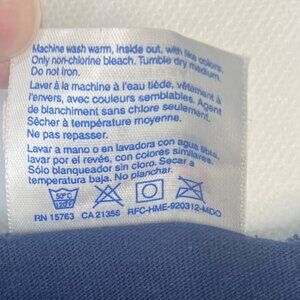 Machine wash warm, inside out, with like colors.
Only non-chlorine bleach. Tumble dry medium.
Do not iron.
Laver à la machine à l'eau tiède, vêtement à
l'envers, avec couleurs semblables. Agent
de blanchiment sans chlore seulement.
Sécher à température moyenne.
Ne pas repasser.
Lavar a mano o en lavadora con agua tibia,
lavar por el revés, con colores similares.
Sólo blanqueador sin cloro. Secar a
temperatura baja. No planchar.
50°C
120°F
RN 15763 CA 21356 RFC-HME-920312-MDO